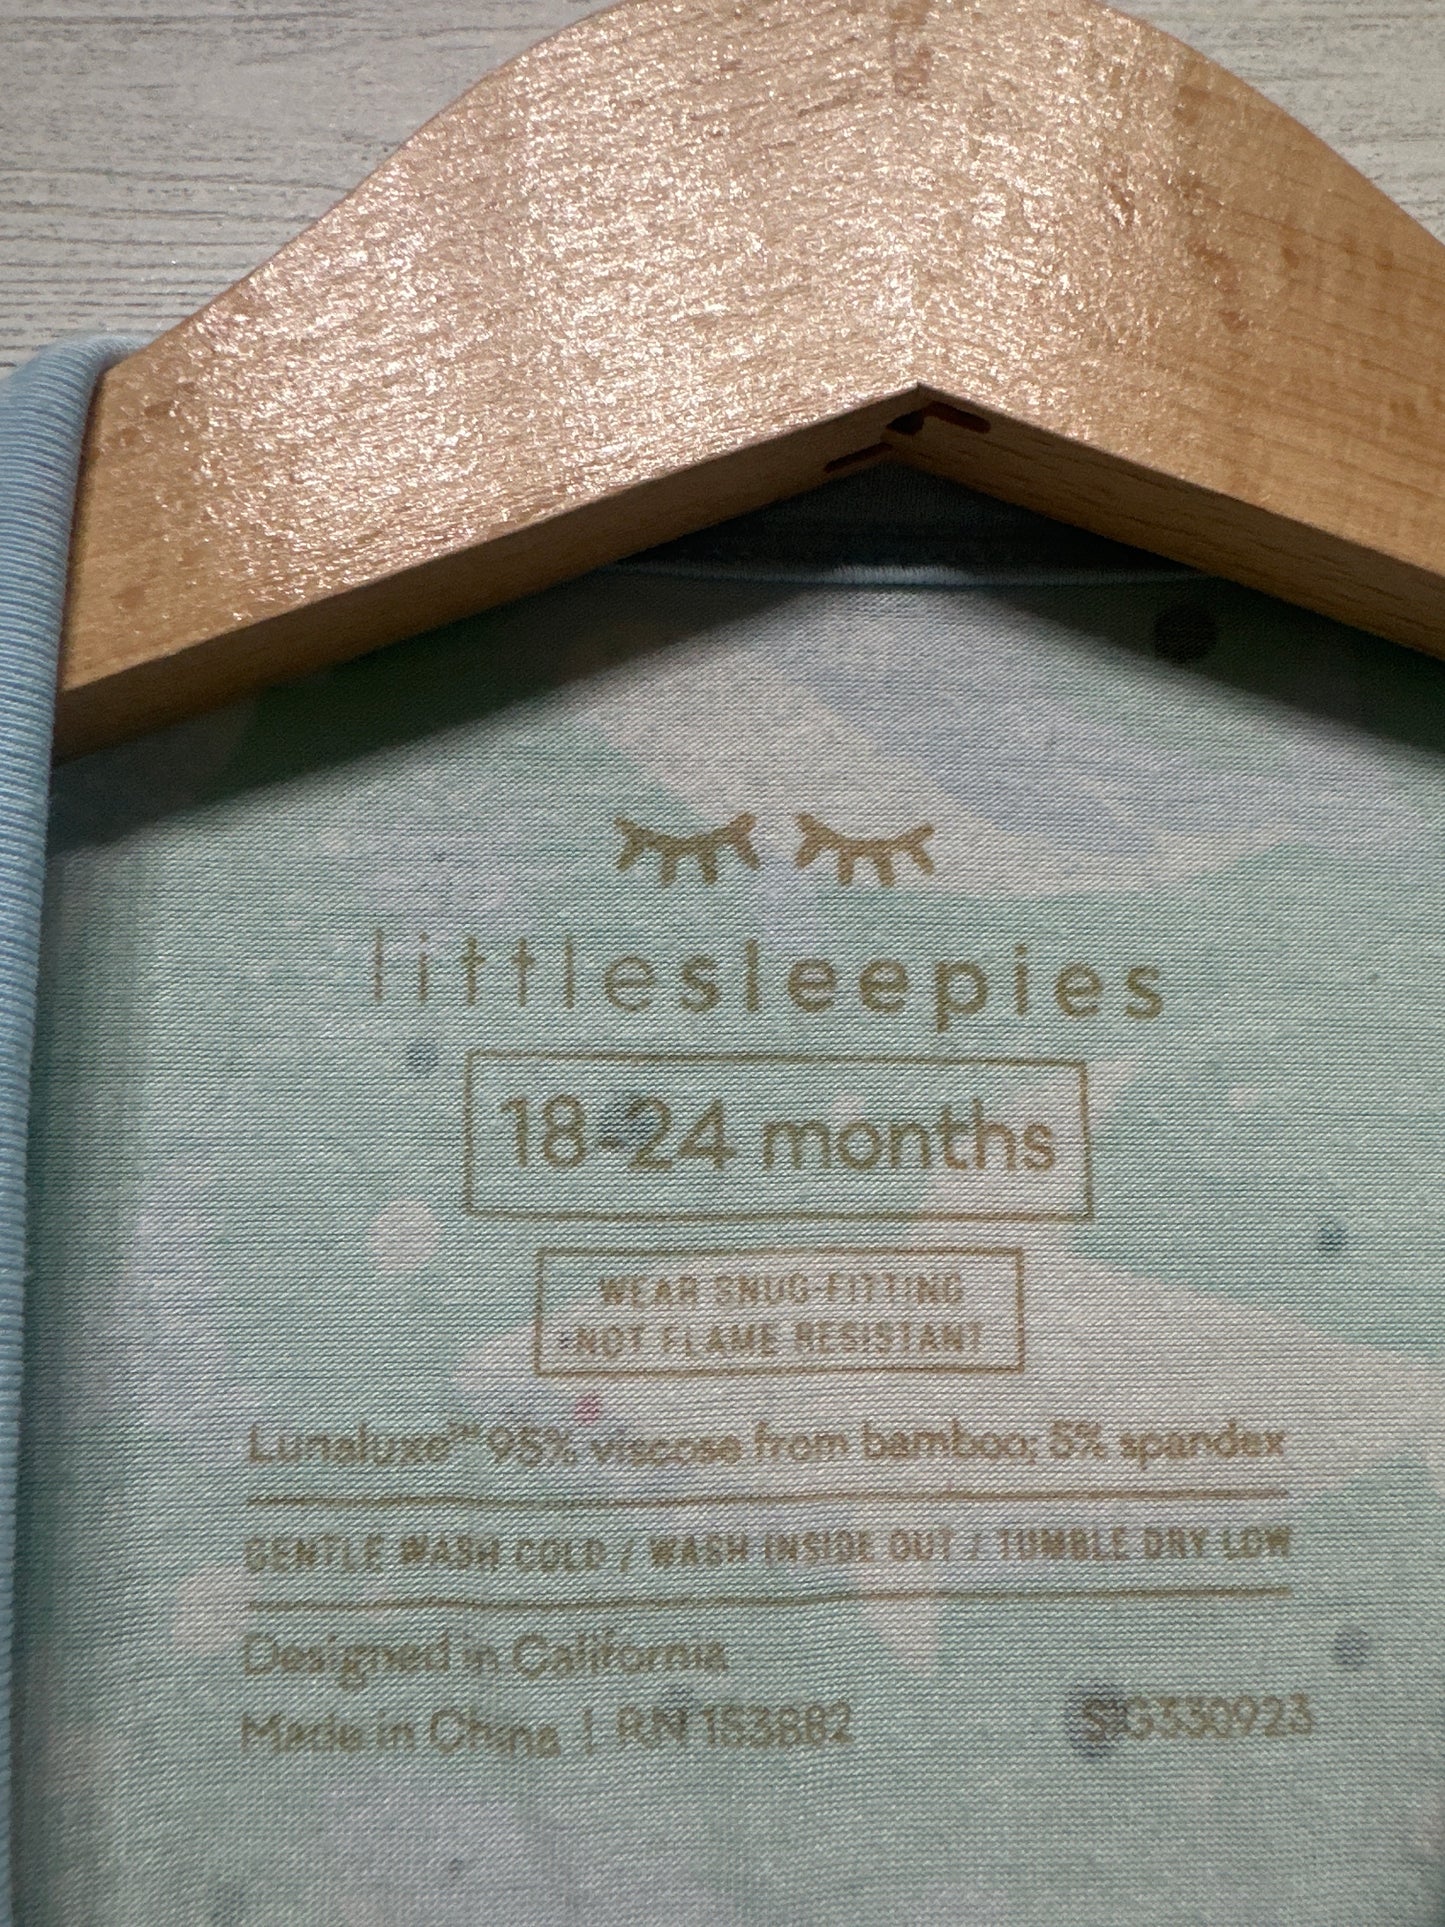 littlesleepies
18-24 months
WEAR SNUG-FITTING
NOT FLAME RESISTANT
Lunaluxe™ 95% viscose from bamboo; 5% spandex
GENTLE WASH COLD / WASH INSIDE OUT / TUMBLE DRY LOW
Designed in California
Made in China | RN 153882 SIG330923